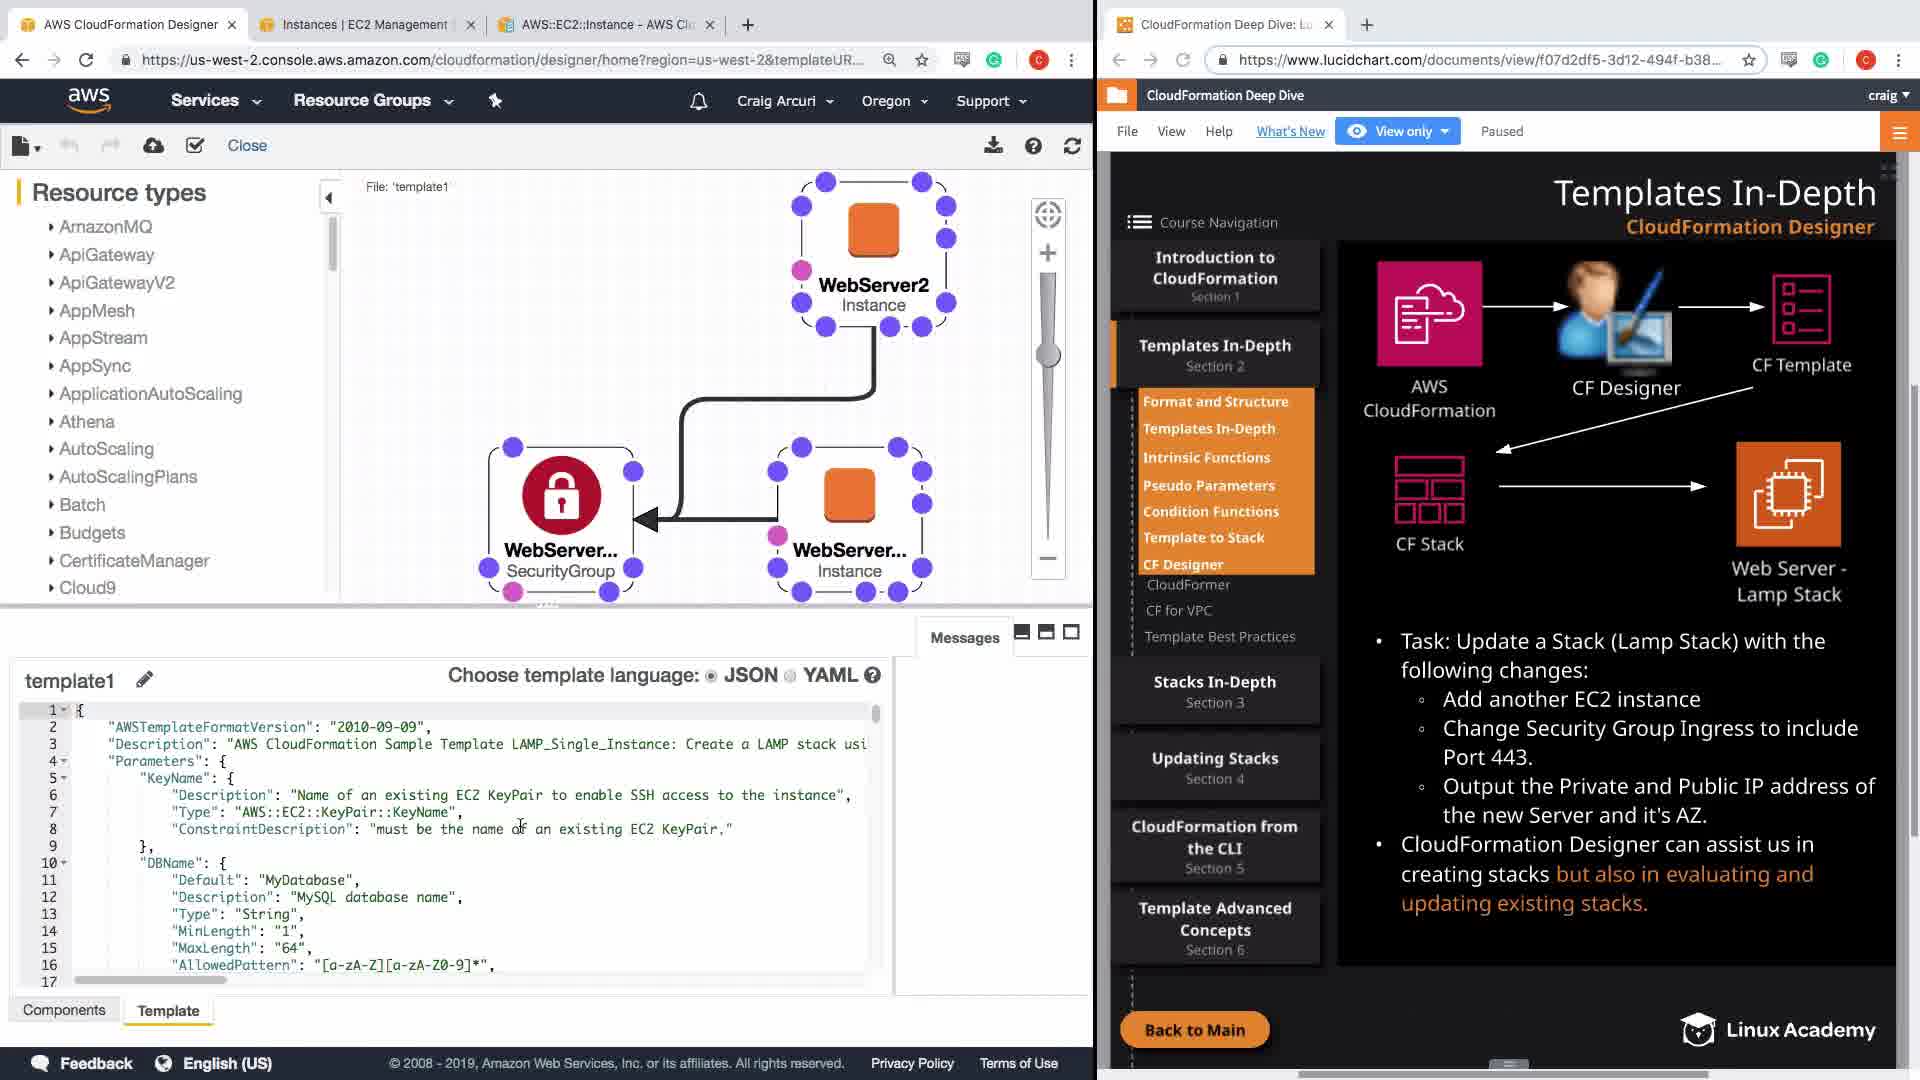 AWS CloudFormation Designer
Instances | EC2 Management
AWS::EC2::Instance - AWS Clo
https://us-west-2.console.aws.amazon.com/cloudformation/designer/home?region=us-west-2&templateUR...
aws
Services
Resource Groups
Craig Arcuri
Oregon
Support
Close
Resource types
AmazonMQ
ApiGateway
ApiGatewayV2
AppMesh
AppStream
AppSync
ApplicationAutoScaling
Athena
AutoScaling
AutoScalingPlans
Batch
Budgets
CertificateManager
Cloud9
File: 'template1'
WebServer2
Instance
WebServer...
SecurityGroup
WebServer...
Instance
Messages
template1
Choose template language: JSON YAML
1 {
2 "AWSTemplateFormatVersion": "2010-09-09",
3 "Description": "AWS CloudFormation Sample Template LAMP_Single_Instance: Create a LAMP stack usi
4 "Parameters": {
5 "KeyName": {
6 "Description": "Name of an existing EC2 KeyPair to enable SSH access to the instance",
7 "Type": "AWS::EC2::KeyPair::KeyName",
8 "ConstraintDescription": "must be the name of an existing EC2 KeyPair."
9 },
10 "DBName": {
11 "Default": "MyDatabase",
12 "Description": "MySQL database name",
13 "Type": "String",
14 "MinLength": "1",
15 "MaxLength": "64",
16 "AllowedPattern": "[a-zA-Z][a-zA-Z0-9]*",
17
Components
Template
Feedback
English (US)
© 2008 - 2019, Amazon Web Services, Inc. or its affiliates. All rights reserved.
Privacy Policy
Terms of Use
CloudFormation Deep Dive: Lu
https://www.lucidchart.com/documents/view/f07d2df5-3d12-494f-b38...
CloudFormation Deep Dive
craig
File
View
Help
What's New
View only
Paused
Templates In-Depth
CloudFormation Designer
Course Navigation
Introduction to
CloudFormation
Section 1
Templates In-Depth
Section 2
Format and Structure
Templates In-Depth
Intrinsic Functions
Pseudo Parameters
Condition Functions
Template to Stack
CF Designer
CloudFormer
CF for VPC
Template Best Practices
Stacks In-Depth
Section 3
Updating Stacks
Section 4
CloudFormation from
the CLI
Section 5
Template Advanced
Concepts
Section 6
Back to Main
AWS
CloudFormation
CF Designer
CF Template
CF Stack
Web Server -
Lamp Stack
• Task: Update a Stack (Lamp Stack) with the
following changes:
◦ Add another EC2 instance
◦ Change Security Group Ingress to include
Port 443.
◦ Output the Private and Public IP address of
the new Server and it's AZ.
• CloudFormation Designer can assist us in
creating stacks but also in evaluating and
updating existing stacks.
Linux Academy